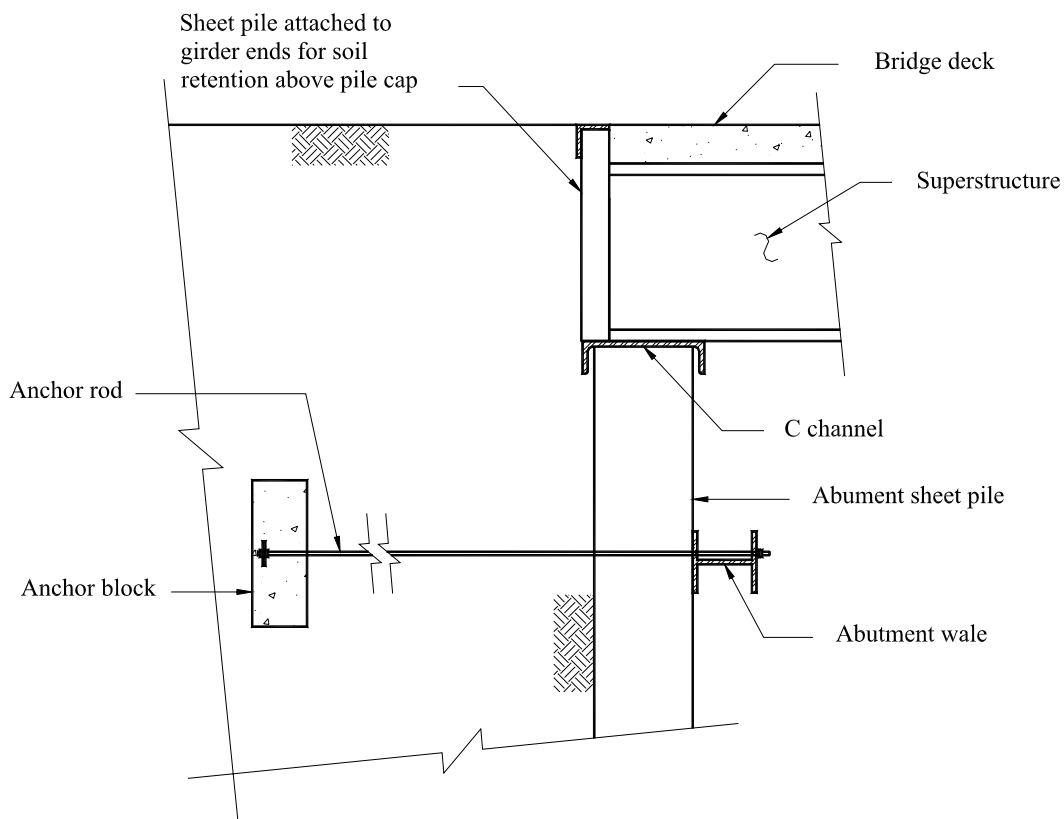 Sheet pile attached to
girder ends for soil
retention above pile cap
Bridge deck
Superstructure
Anchor rod
C channel
Abument sheet pile
Anchor block
Abutment wale